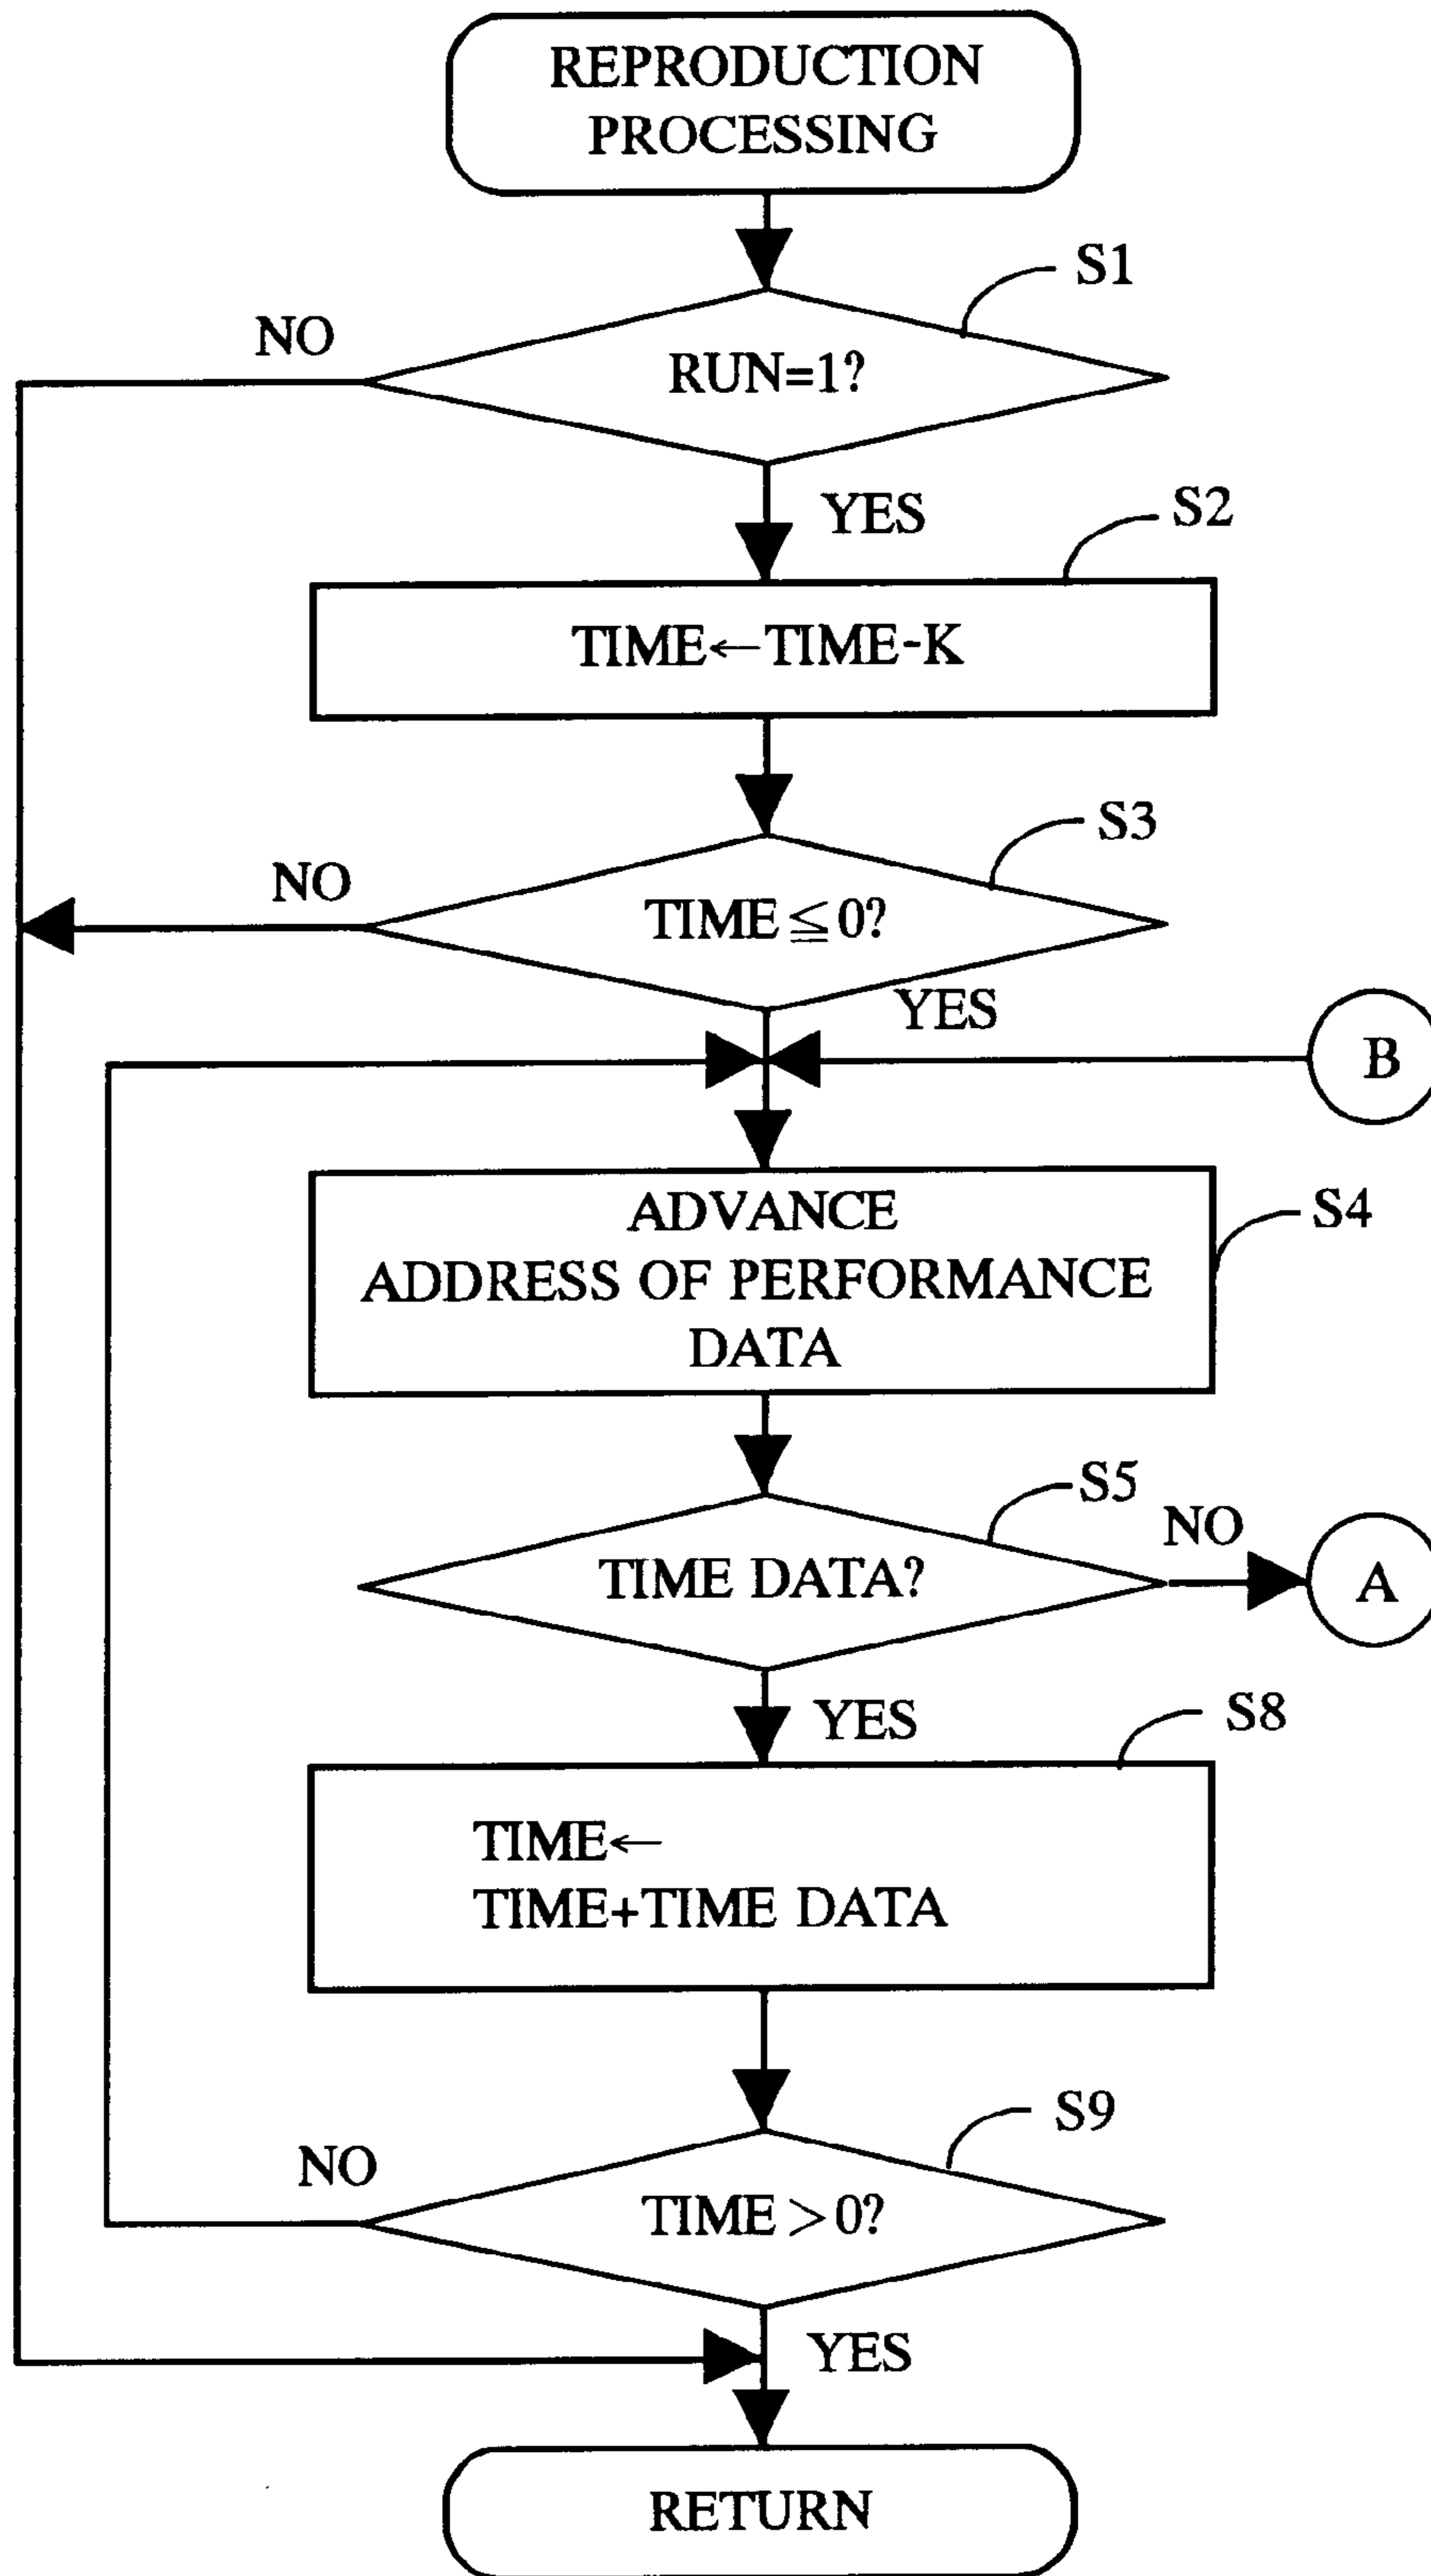 REPRODUCTION
PROCESSING
S1
NO
RUN=1?
YES
S2
TIME←TIME-K
S3
NO
TIME≦0?
YES
B
ADVANCE
ADDRESS OF PERFORMANCE
DATA
S4
S5
NO
TIME DATA?
A
YES
S8
TIME←
TIME+TIME DATA
S9
NO
TIME>0?
YES
RETURN